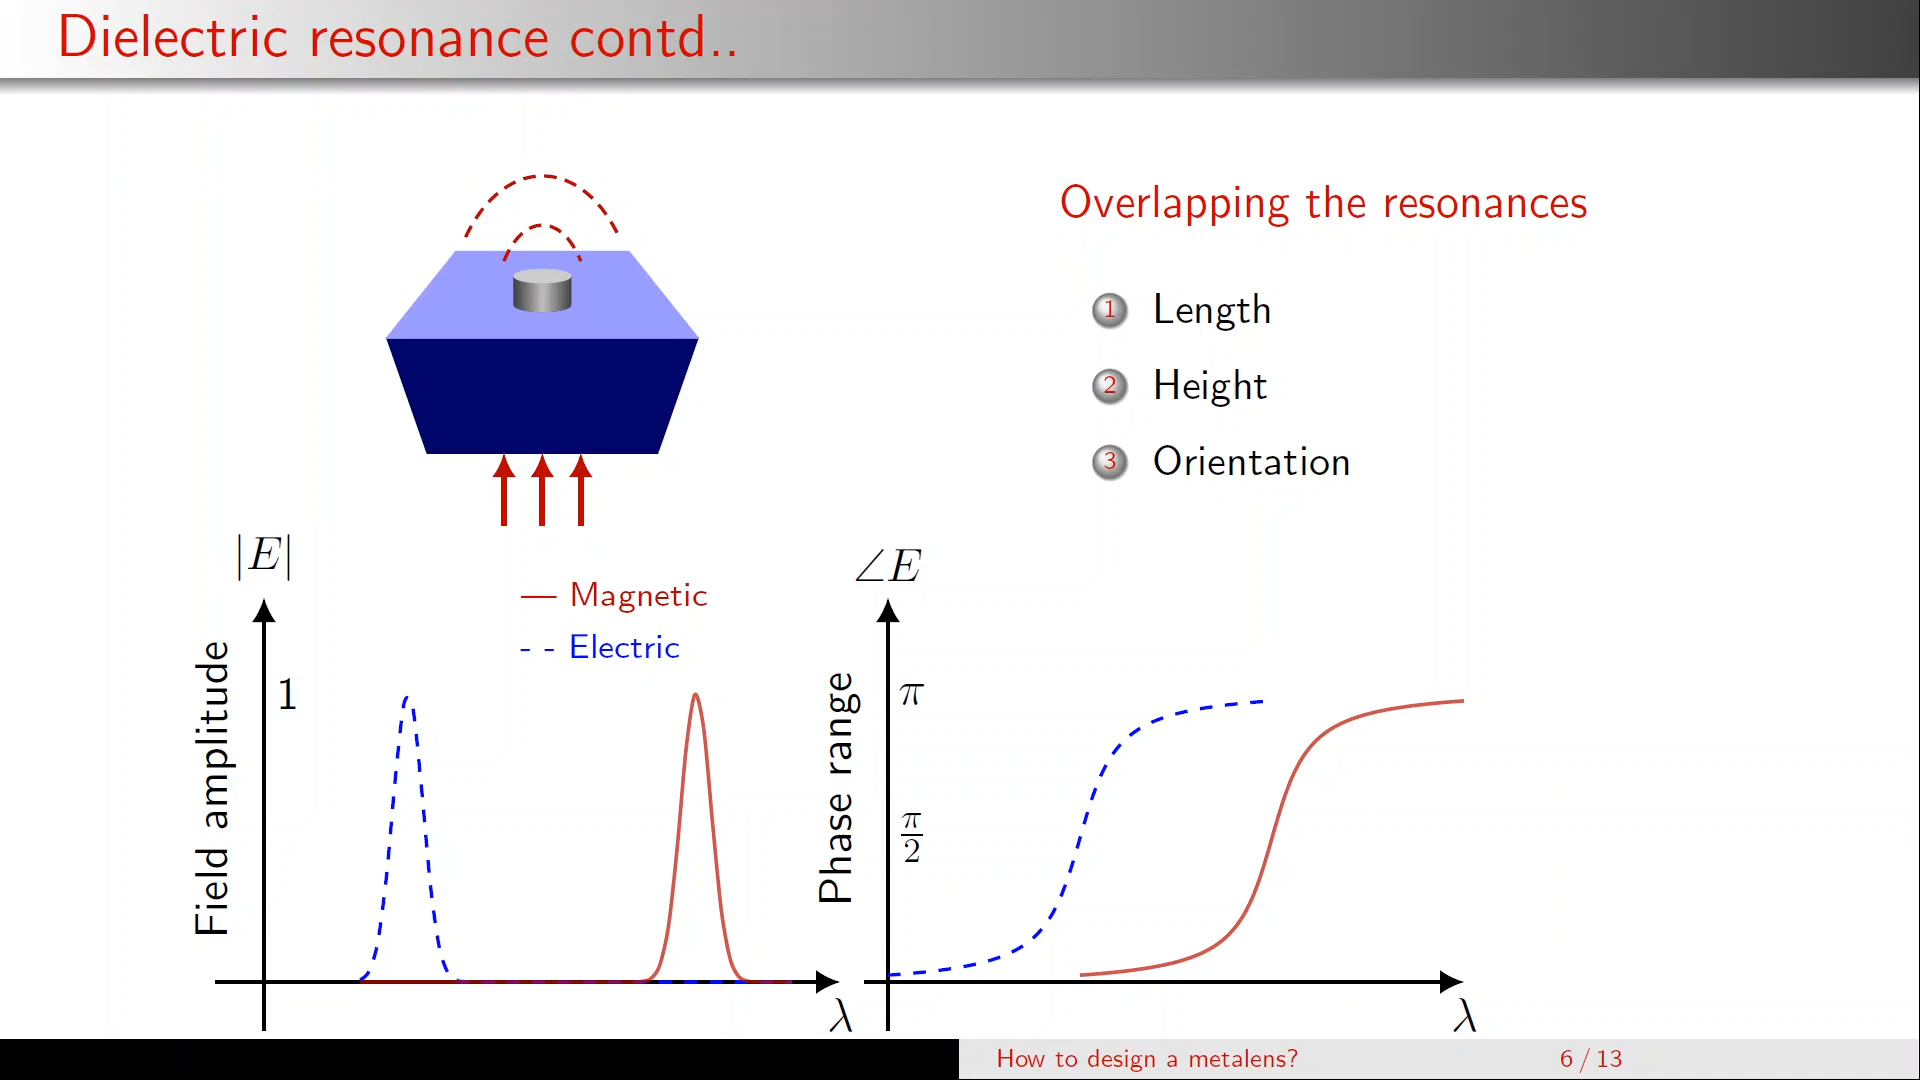 Dielectric resonance contd..
Overlapping the resonances
1 Length
2 Height
3 Orientation
|E|
Field amplitude
1
— Magnetic
- - Electric
λ
∠E
Phase range
π
π/2
λ
How to design a metalens?
6 / 13